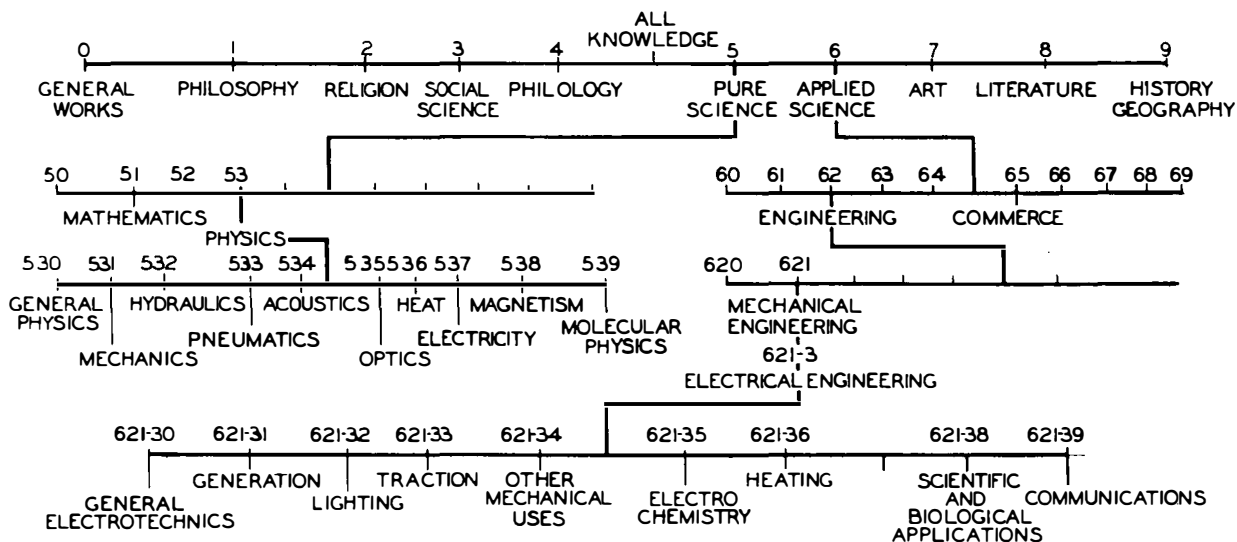 ALL
KNOWLEDGE
0 1 2 3 4 5 6 7 8 9
GENERAL
WORKS
PHILOSOPHY
RELIGION
SOCIAL
SCIENCE
PHILOLOGY
PURE
SCIENCE
APPLIED
SCIENCE
ART
LITERATURE
HISTORY
GEOGRAPHY
50 51 52 53
MATHEMATICS
PHYSICS
60 61 62 63 64 65 66 67 68 69
ENGINEERING
COMMERCE
530 531 532 533 534 535 536 537 538 539
GENERAL
PHYSICS
MECHANICS
HYDRAULICS
PNEUMATICS
ACOUSTICS
OPTICS
HEAT
ELECTRICITY
MAGNETISM
MOLECULAR
PHYSICS
620 621
MECHANICAL
ENGINEERING
621-3
ELECTRICAL ENGINEERING
621-30 621-31 621-32 621-33 621-34 621-35 621-36 621-38 621-39
GENERAL
ELECTROTECHNICS
GENERATION
LIGHTING
TRACTION
OTHER
MECHANICAL
USES
ELECTRO
CHEMISTRY
HEATING
SCIENTIFIC
AND
BIOLOGICAL
APPLICATIONS
COMMUNICATIONS